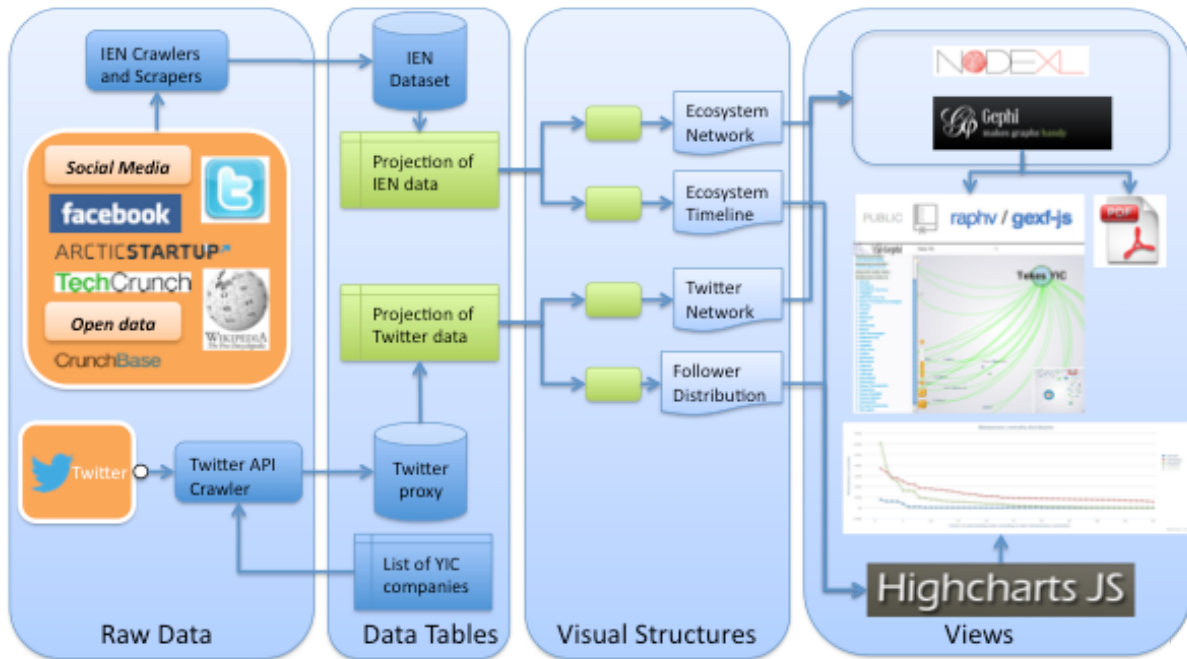 IEN Crawlers
and Scrapers
Social Media
facebook
ARCTICSTARTUP
TechCrunch
Open data
WIKIPEDIA
The Free Encyclopedia
CrunchBase
Twitter
Twitter API
Crawler
Raw Data
IEN
Dataset
Projection of
IEN data
Projection of
Twitter data
Twitter
proxy
List of YIC
companies
Data Tables
Ecosystem
Network
Ecosystem
Timeline
Twitter
Network
Follower
Distribution
Visual Structures
NODEXL
Gephi
makes graphs handy
PUBLIC
raphv / gexf-js
PDF
Tekes YIC
Highcharts JS
Views